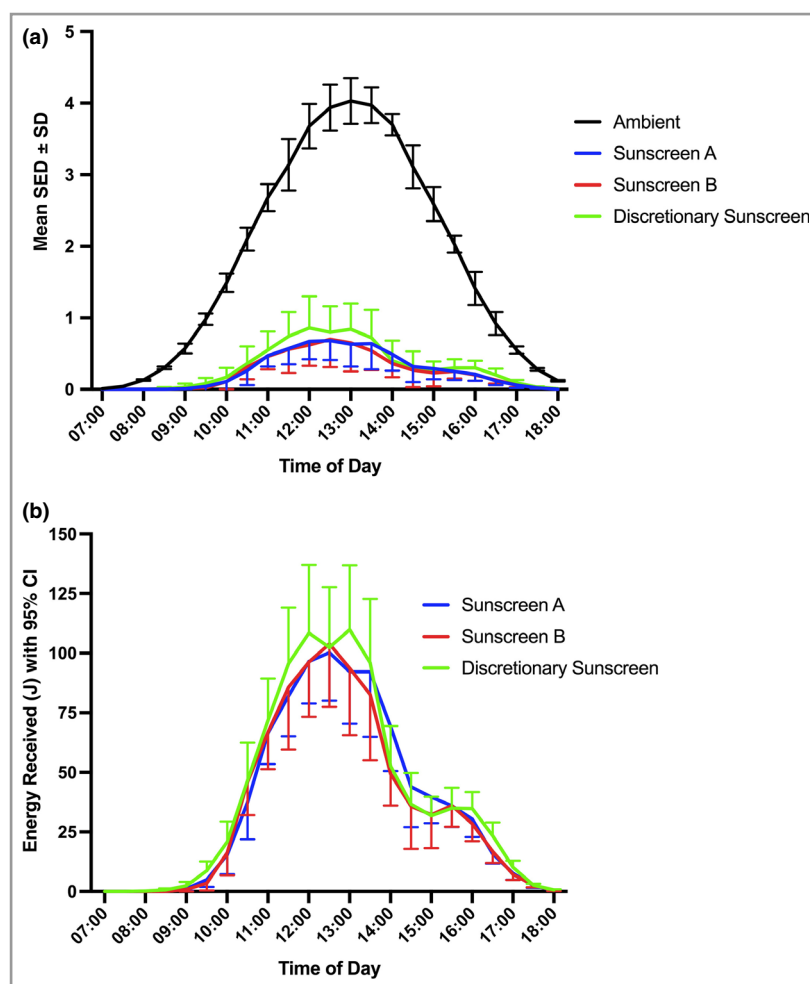 (a)
5
4
3
2
1
0
Mean SED ± SD
Ambient
Sunscreen A
Sunscreen B
Discretionary Sunscreen
07:00
08:00
09:00
10:00
11:00
12:00
13:00
14:00
15:00
16:00
17:00
18:00
Time of Day
(b)
150
125
100
75
50
25
0
Energy Received (J) with 95% CI
Sunscreen A
Sunscreen B
Discretionary Sunscreen
07:00
08:00
09:00
10:00
11:00
12:00
13:00
14:00
15:00
16:00
17:00
18:00
Time of Day